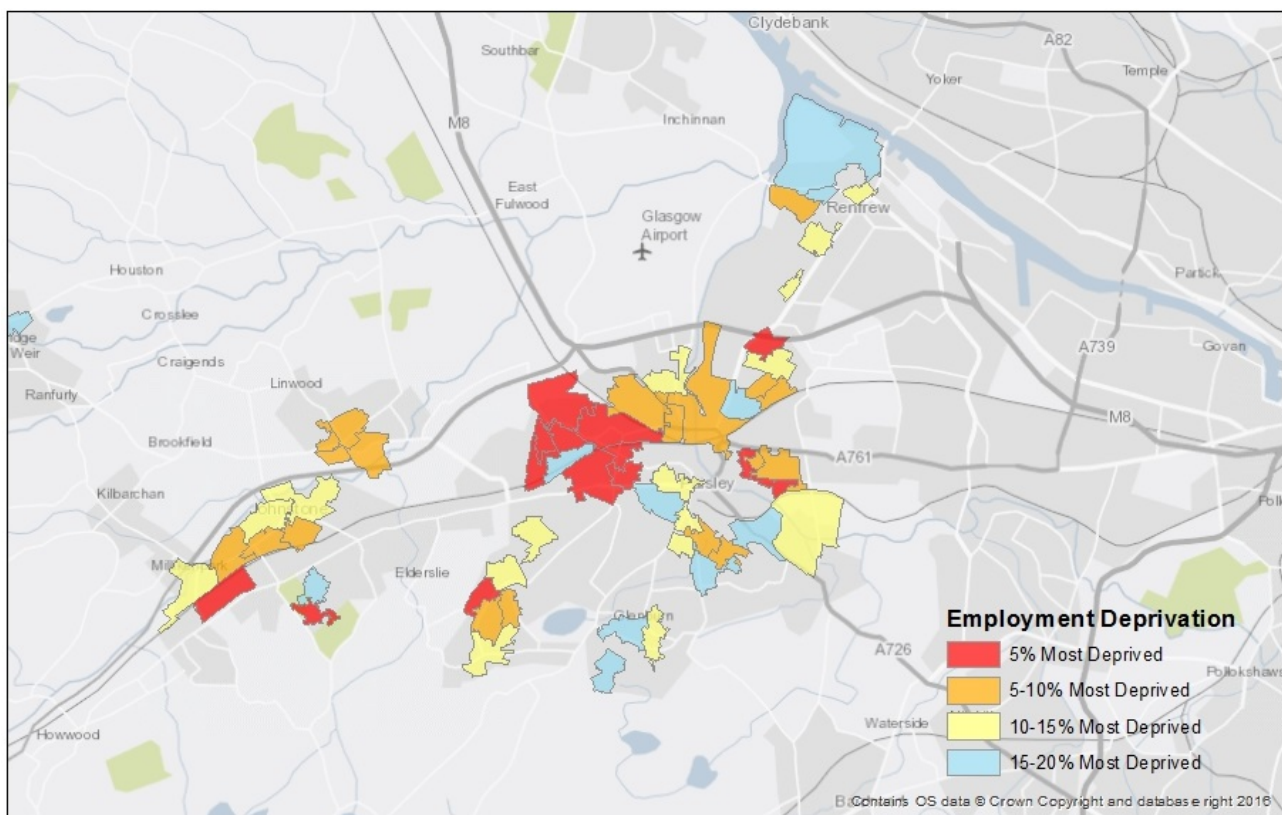 Clydebank
Southbar
A82
Temple
Yoker
M8
Inchinnan
East
Fulwood
Renfrew
Glasgow
Airport
Houston
Partick
Crosslee
Weir
Craigends
A739
Govan
Ranfurly
Linwood
M8
Brookfield
A761
Kilbarchan
Johnstone
Elderslie
A726
Waterside
Howwood
Employment Deprivation
5% Most Deprived
5-10% Most Deprived
10-15% Most Deprived
15-20% Most Deprived
Contains OS data © Crown Copyright and database right 2016